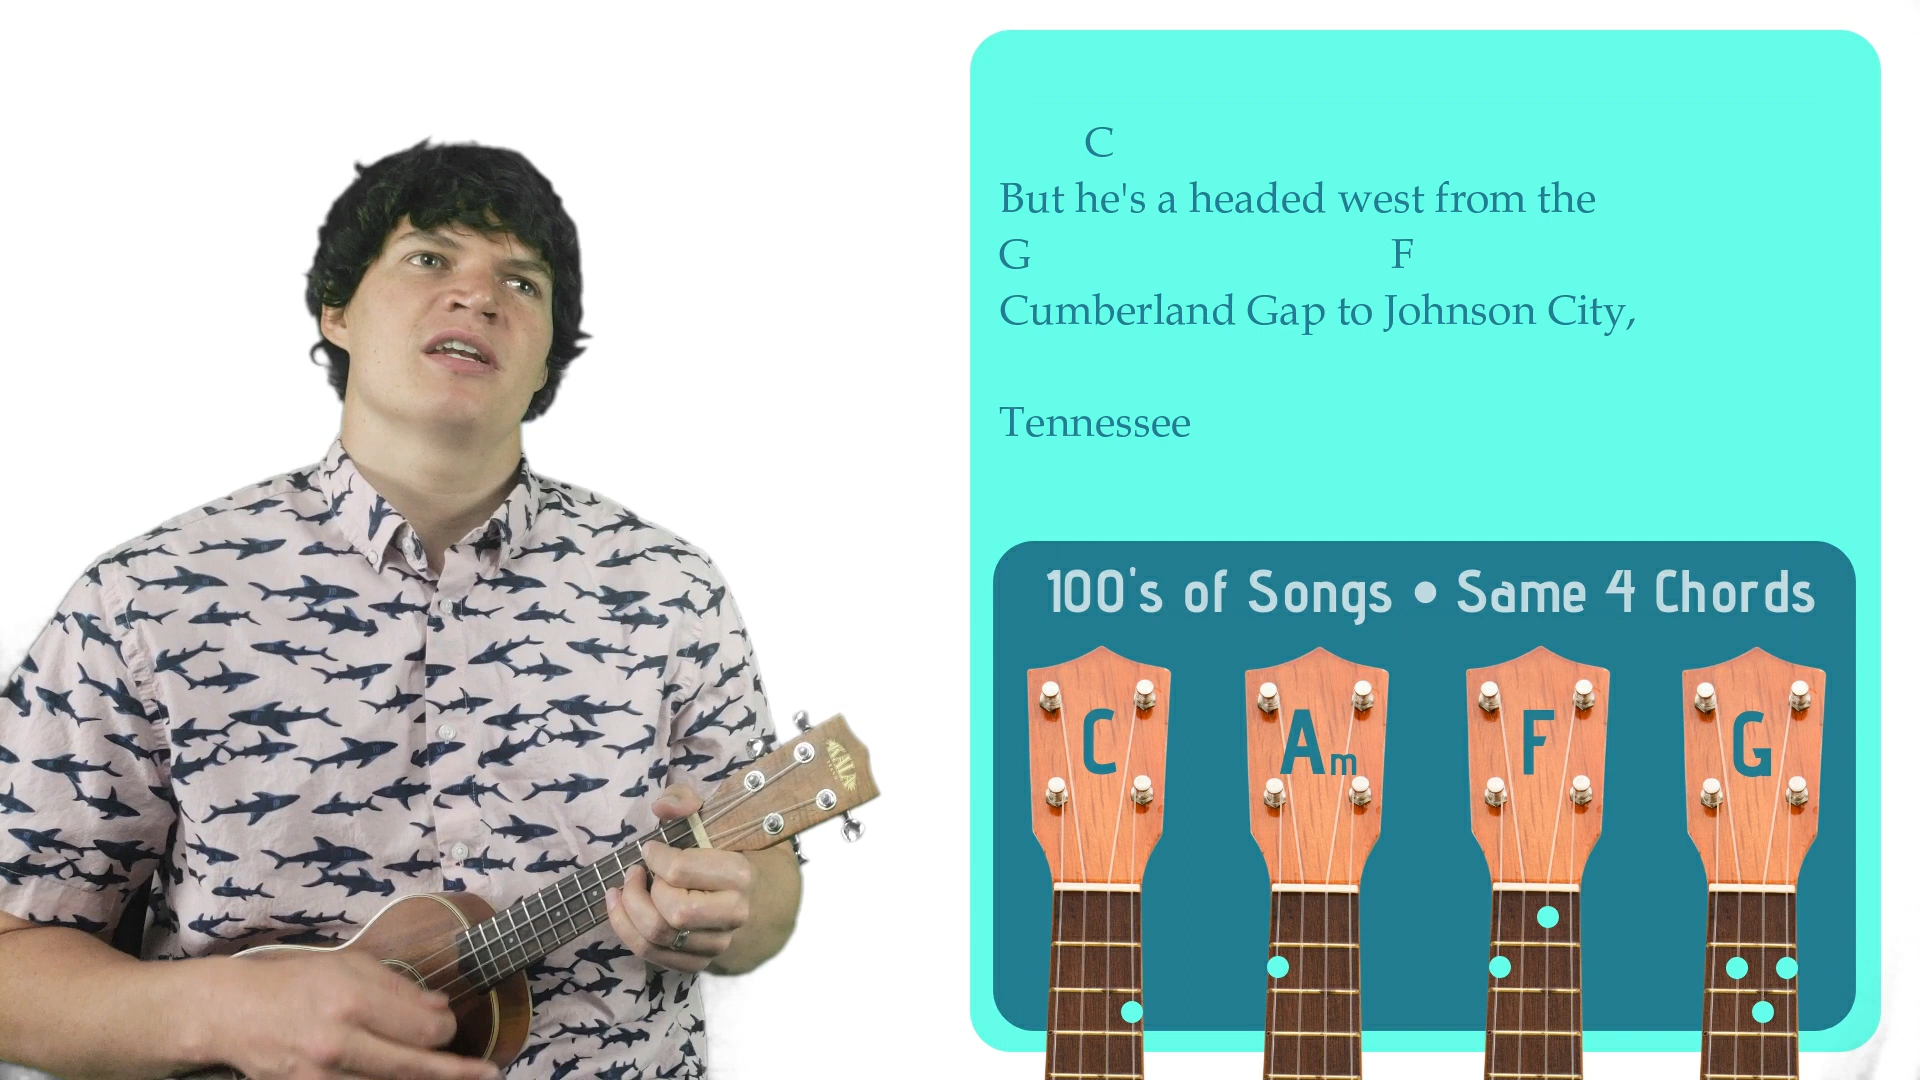 C
But he's a headed west from the
G F
Cumberland Gap to Johnson City,
Tennessee
100's of Songs • Same 4 Chords
C Am F G
KALA